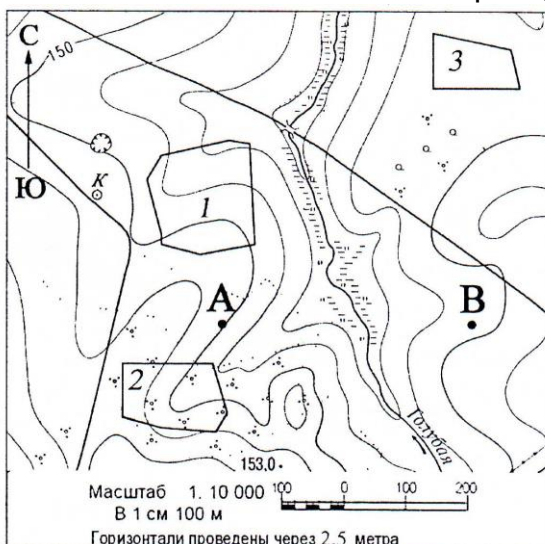 С
150
3
Ю
К
1
А
В
2
Голубая
153.0
Масштаб 1. 10 000
В 1 см 100 м
100 0 100 200
Горизонтали проведены через 2,5 метра